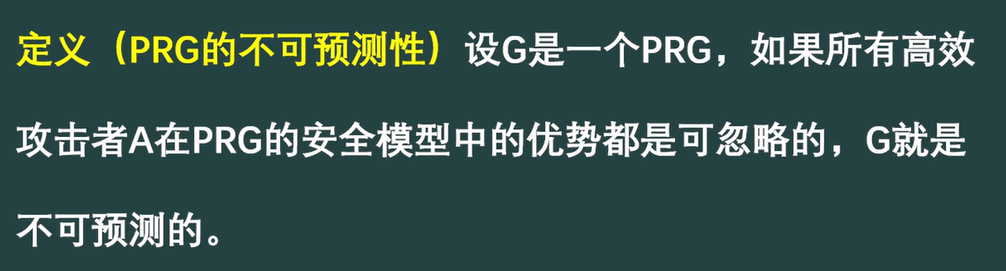 定义（PRG的不可预测性）设G是一个PRG，如果所有高效
攻击者A在PRG的安全模型中的优势都是可忽略的，G就是
不可预测的。